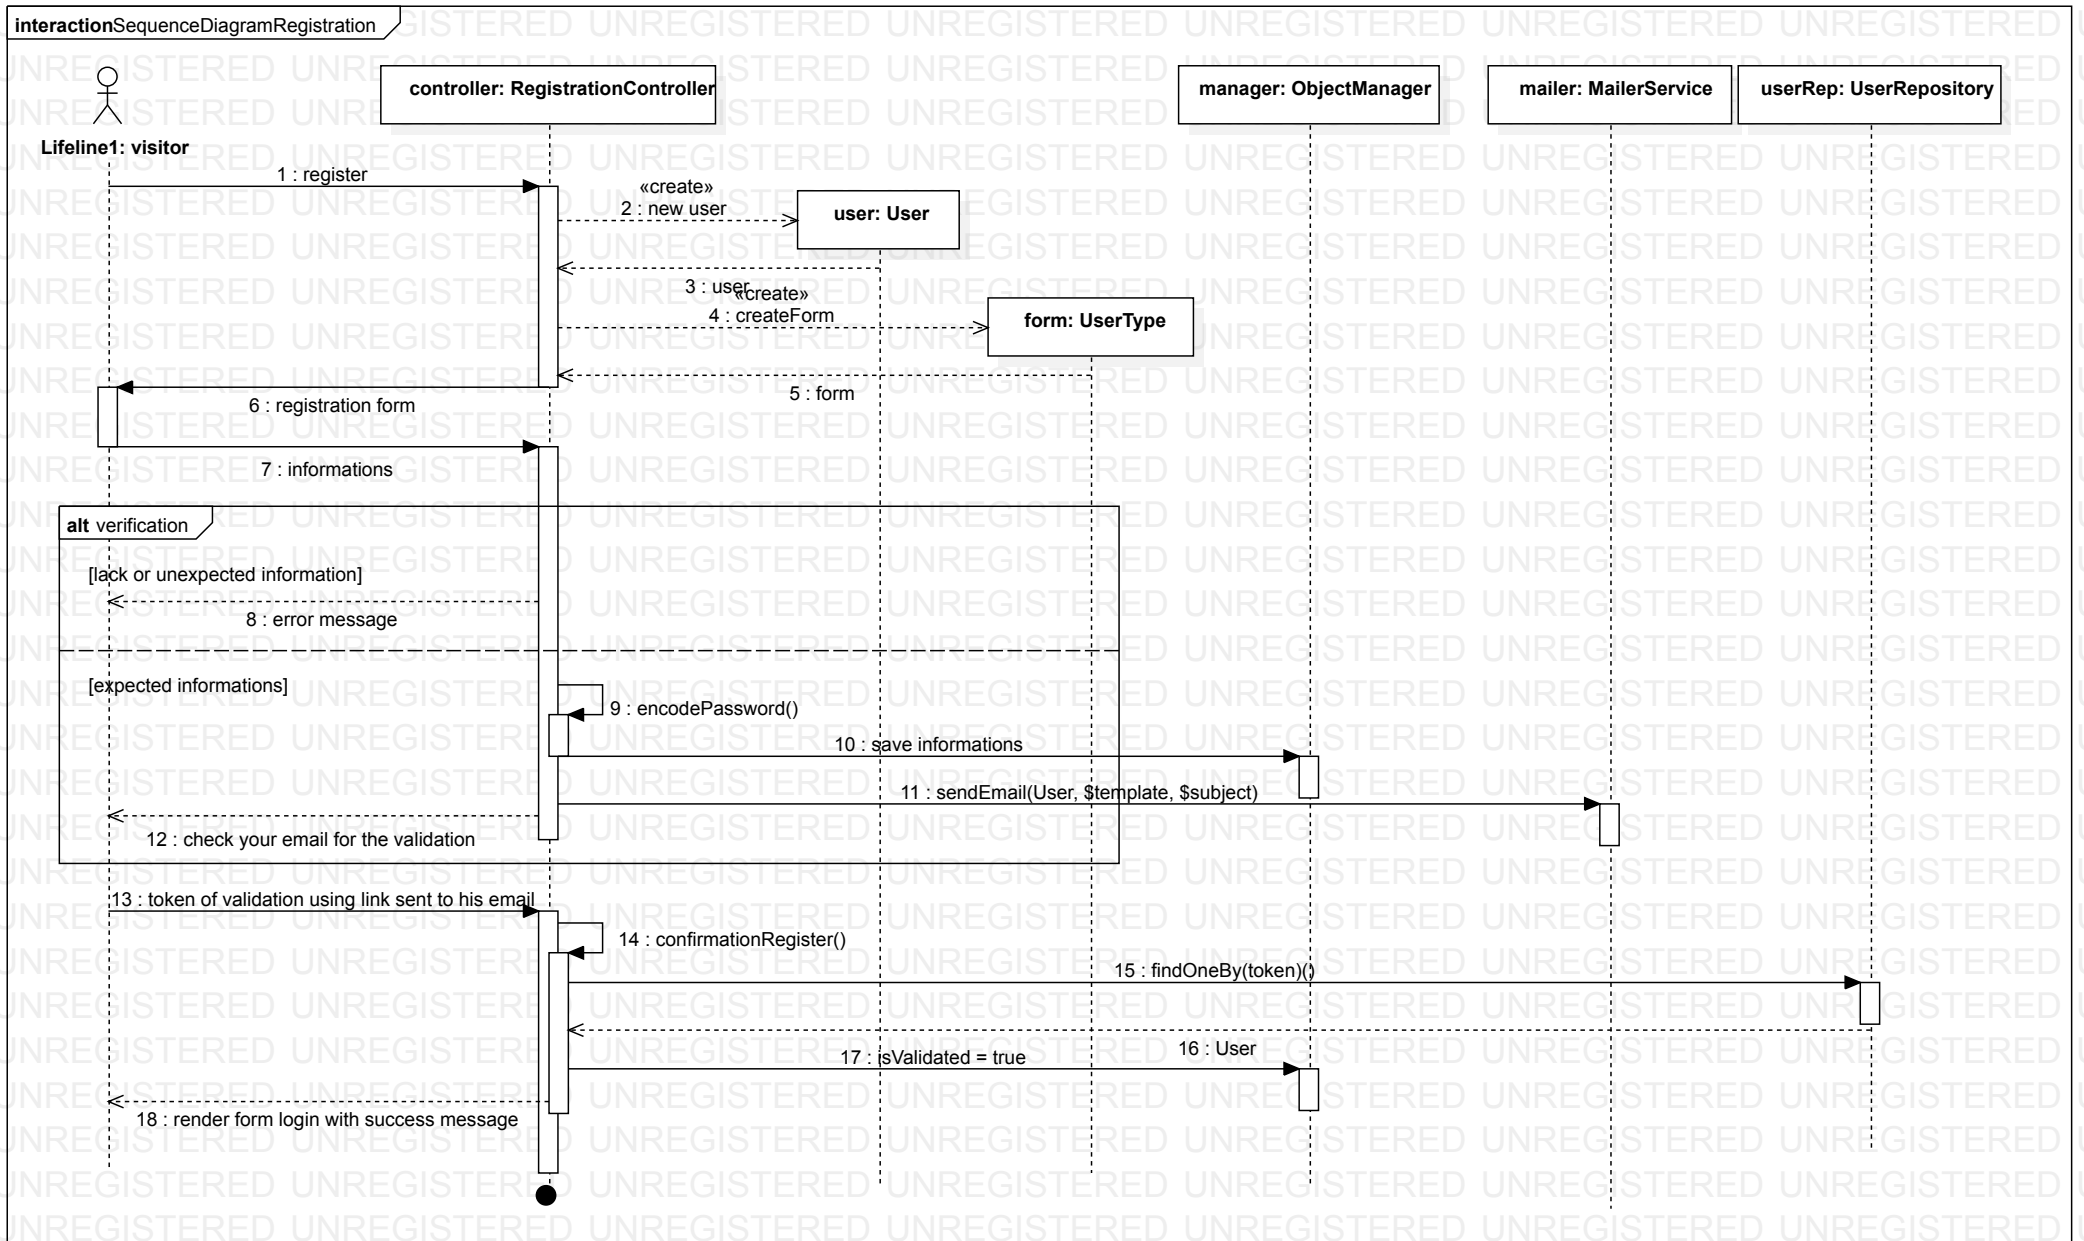 interactionSequenceDiagramRegistration
controller: RegistrationController
manager: ObjectManager
mailer: MailerService
userRep: UserRepository
Lifeline1: visitor
1 : register
«create»
2 : new user
user: User
3 : user
«create»
4 : createForm
form: UserType
5 : form
6 : registration form
7 : informations
alt verification
[lack or unexpected information]
8 : error message
[expected informations]
9 : encodePassword()
10 : save informations
11 : sendEmail(User, $template, $subject)
12 : check your email for the validation
13 : token of validation using link sent to his email
14 : confirmationRegister()
15 : findOneBy(token)()
16 : User
17 : isValidated = true
18 : render form login with success message
UNREGISTERED